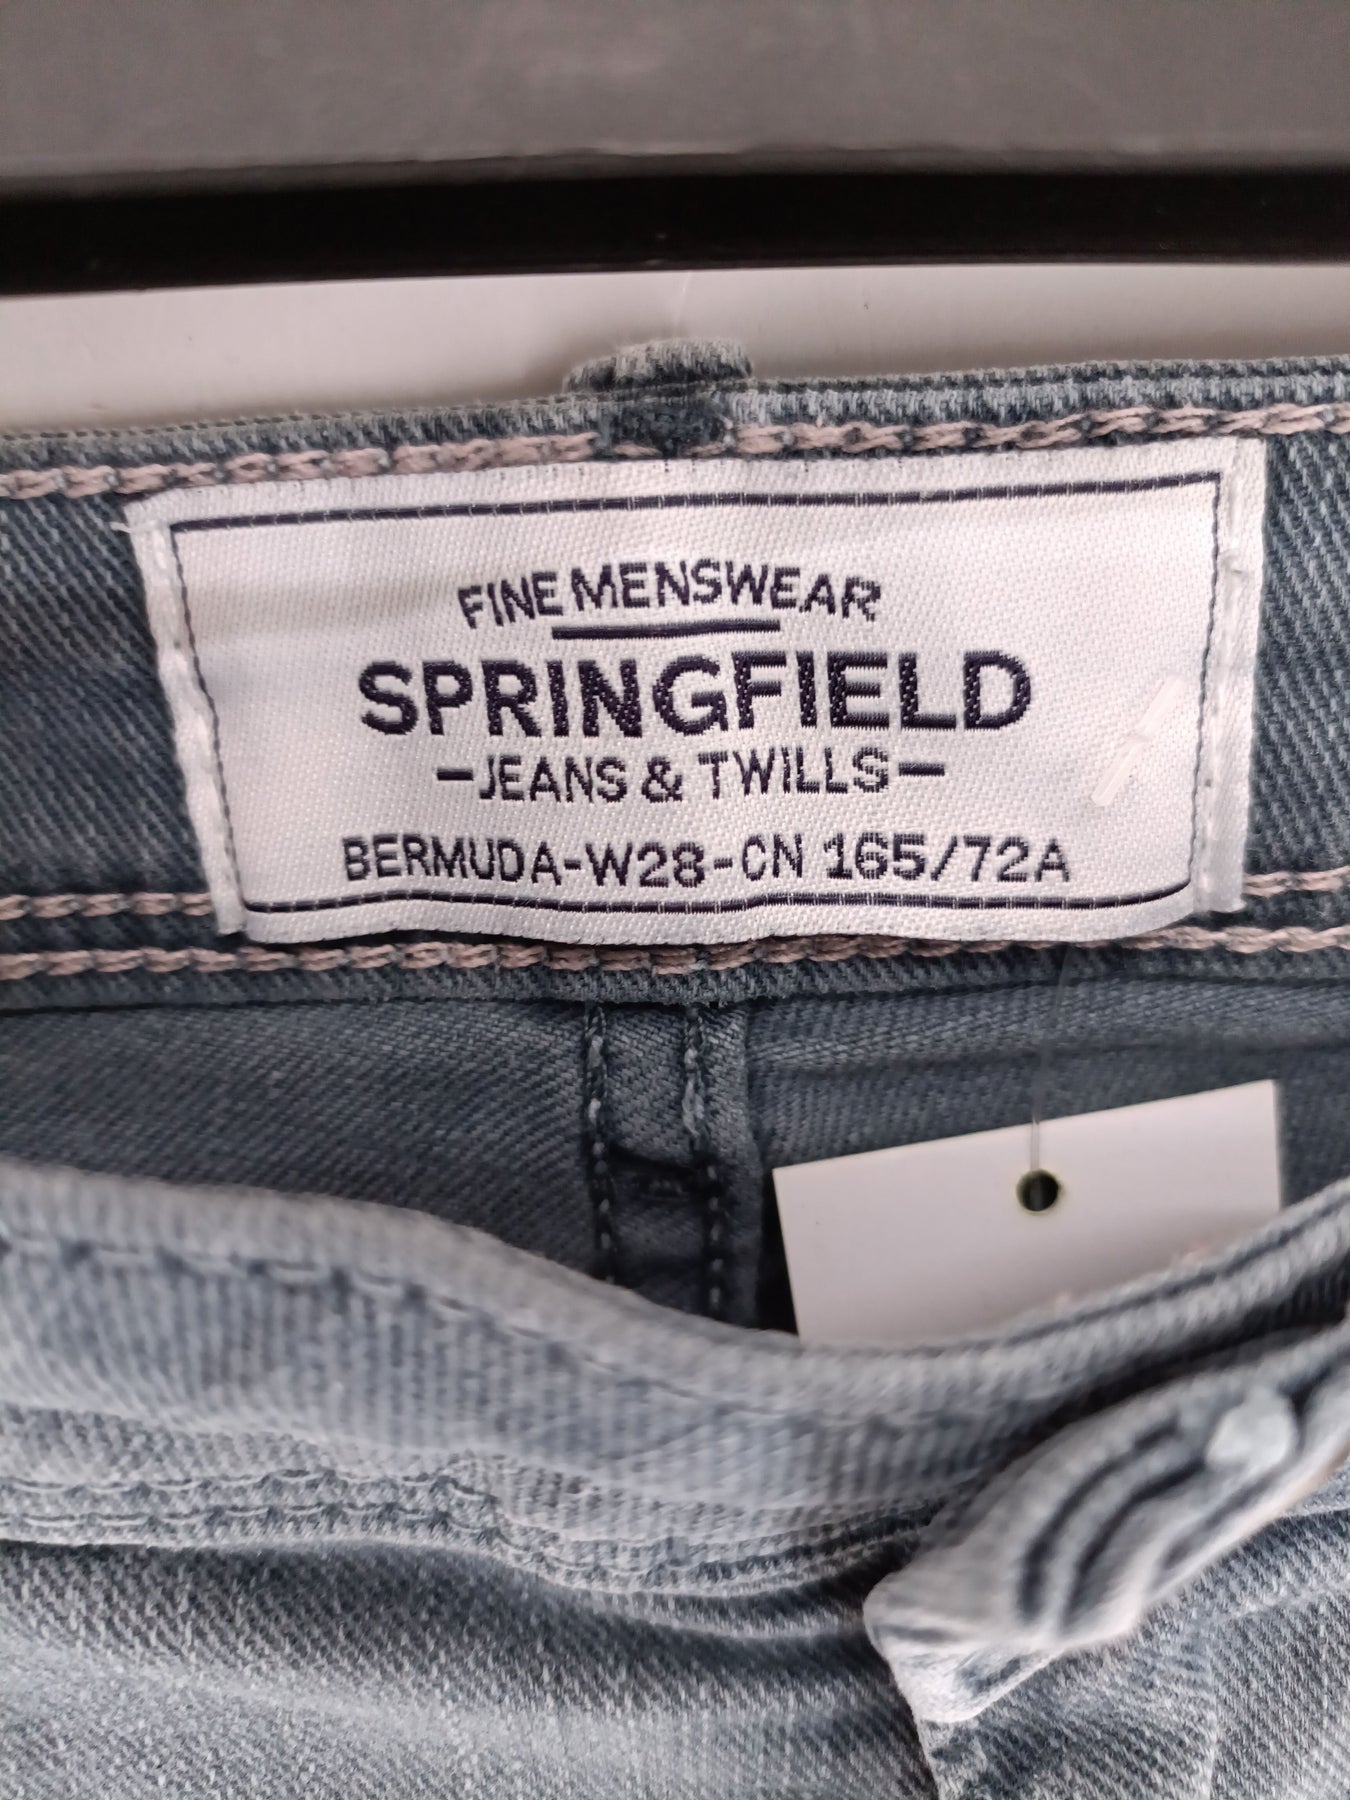 FINE MENSWEAR
SPRINGFIELD
-JEANS & TWILLS-
BERMUDA-W28-CN 165/72A